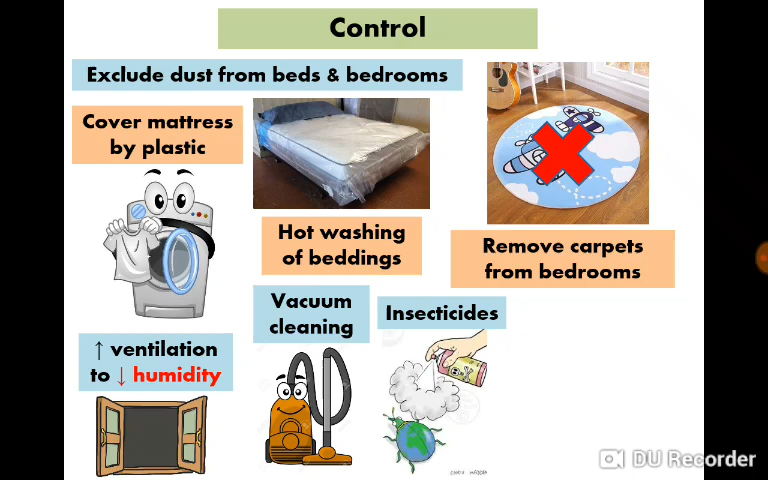 Control
Exclude dust from beds & bedrooms
Cover mattress
by plastic
Hot washing
of beddings
Remove carpets
from bedrooms
Vacuum
cleaning
Insecticides
↑ ventilation
to ↓ humidity
DU Recorder